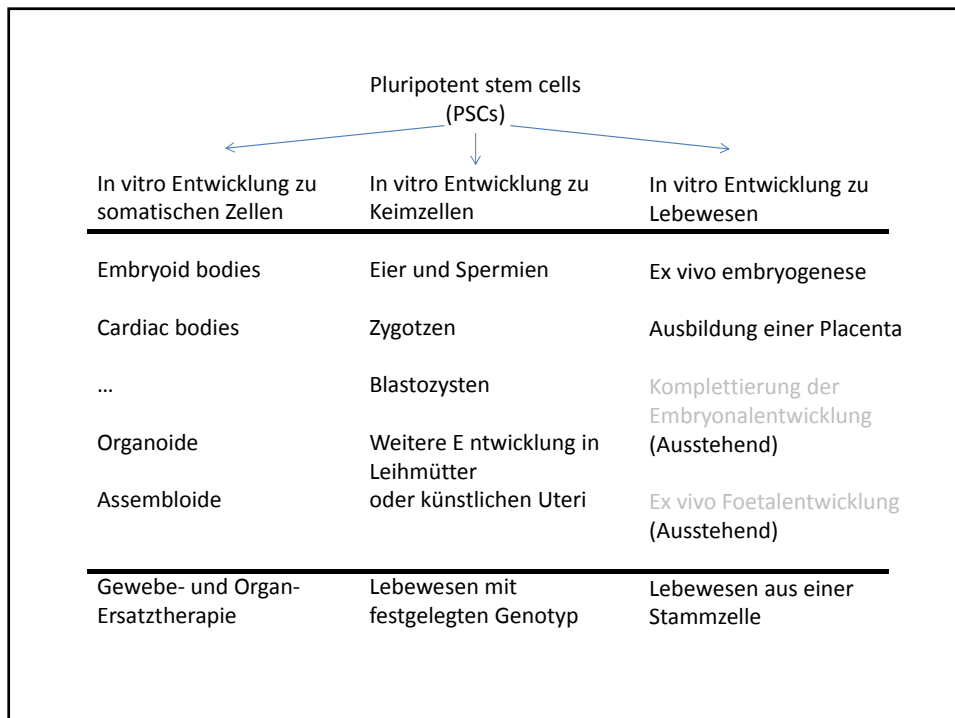 Pluripotent stem cells
(PSCs)
In vitro Entwicklung zu
somatischen Zellen
In vitro Entwicklung zu
Keimzellen
In vitro Entwicklung zu
Lebewesen
Embryoid bodies
Eier und Spermien
Ex vivo embryogenese
Cardiac bodies
Zygotzen
Ausbildung einer Placenta
...
Blastozysten
Komplettierung der
Embryonalentwicklung
(Ausstehend)
Organoide
Weitere E ntwicklung in
Leihmütter
oder künstlichen Uteri
Assembloide
Ex vivo Foetalentwicklung
(Ausstehend)
Gewebe- und Organ-
Ersatztherapie
Lebewesen mit
festgelegten Genotyp
Lebewesen aus einer
Stammzelle